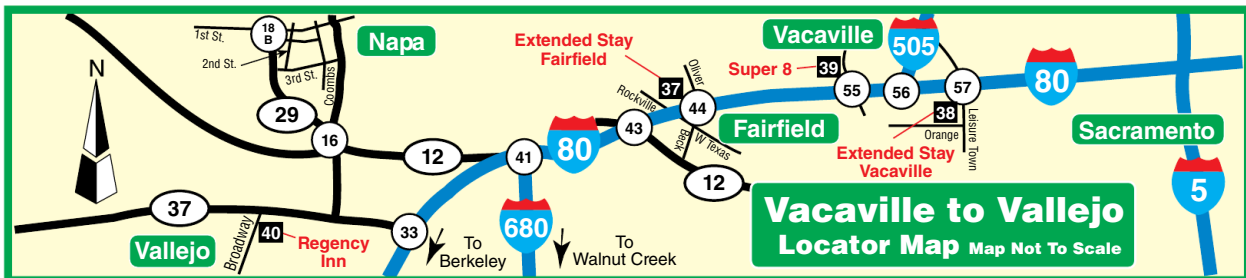 N
1st St.
18
B
2nd St.
3rd St.
Coombs
Napa
29
16
12
37
Vallejo
Broadway
40
Regency
Inn
33
To
Berkeley
41
680
To
Walnut Creek
80
43
Extended Stay
Fairfield
37
Oliver
Rockville
44
Beck
W Texas
Fairfield
12
Vacaville
Super 8
39
55
505
56
57
38
Orange
Leisure Town
Extended Stay
Vacaville
80
Sacramento
5
Vacaville to Vallejo
Locator Map Map Not To Scale